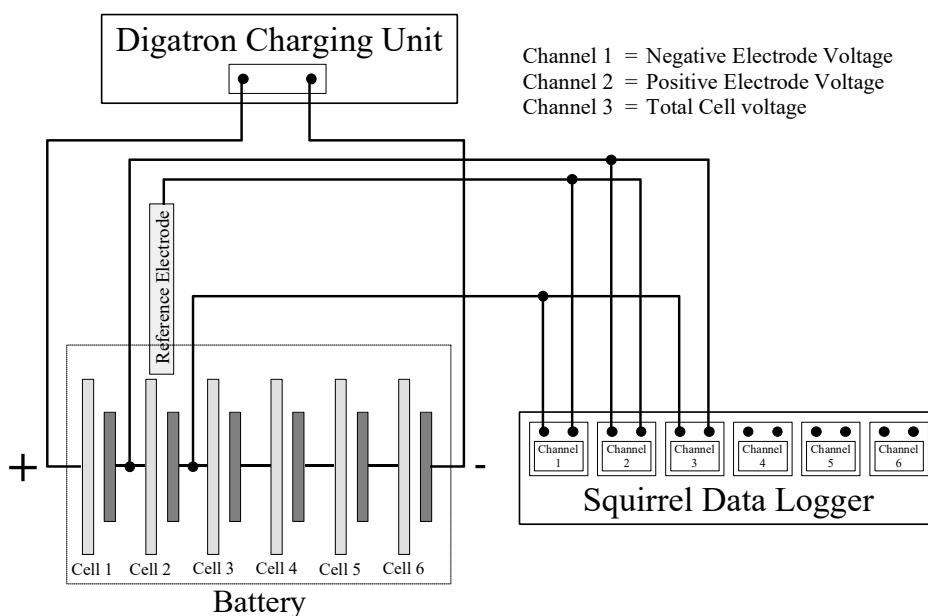 Digatron Charging Unit
Channel 1 = Negative Electrode Voltage
Channel 2 = Positive Electrode Voltage
Channel 3 = Total Cell voltage
Reference Electrode
+
-
Channel 1
Channel 2
Channel 3
Channel 4
Channel 5
Channel 6
Squirrel Data Logger
Cell 1
Cell 2
Cell 3
Cell 4
Cell 5
Cell 6
Battery